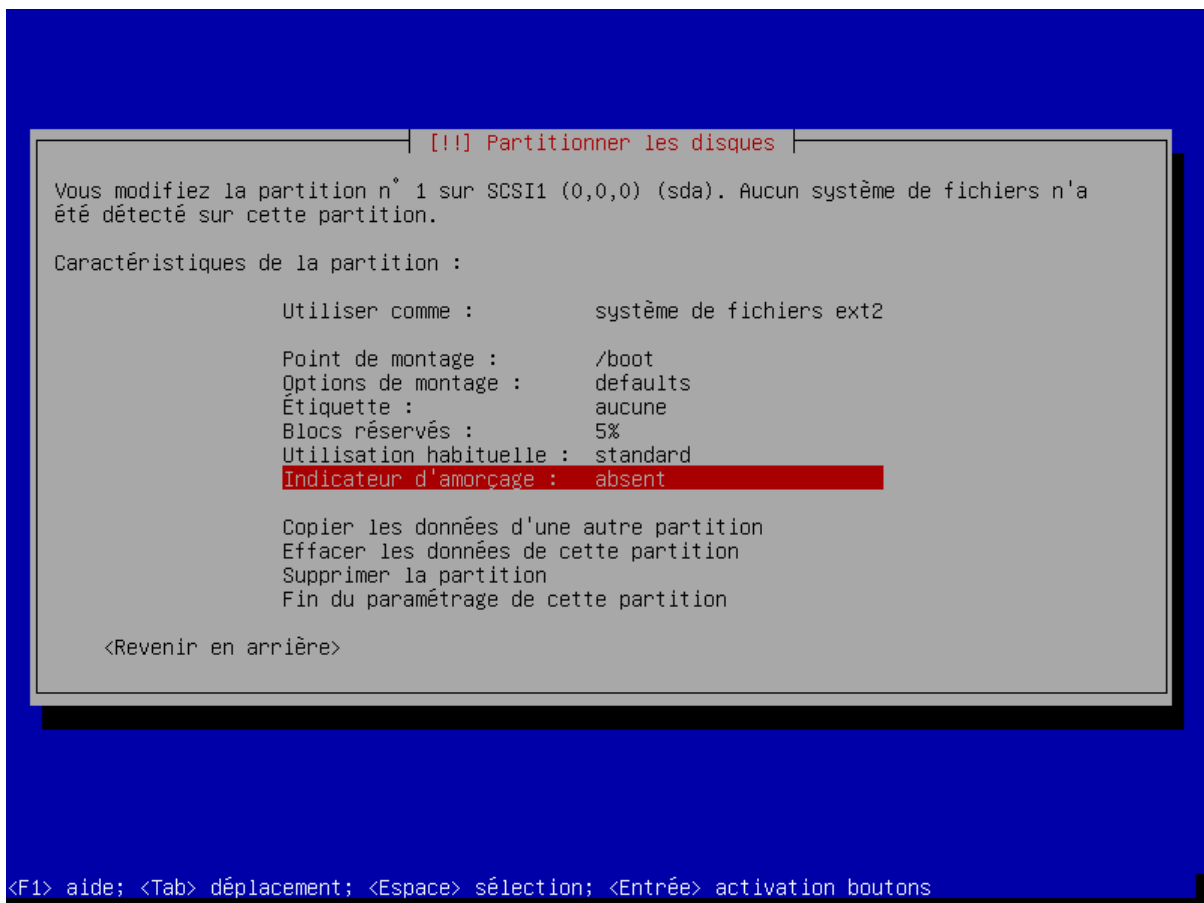 [!!] Partitionner les disques
Vous modifiez la partition n° 1 sur SCSI1 (0,0,0) (sda). Aucun système de fichiers n'a
été détecté sur cette partition.
Caractéristiques de la partition :
Utiliser comme : système de fichiers ext2
Point de montage : /boot
Options de montage : defaults
Étiquette : aucune
Blocs réservés : 5%
Utilisation habituelle : standard
Indicateur d'amorçage : absent
Copier les données d'une autre partition
Effacer les données de cette partition
Supprimer la partition
Fin du paramétrage de cette partition
<Revenir en arrière>
<F1> aide; <Tab> déplacement; <Espace> sélection; <Entrée> activation boutons